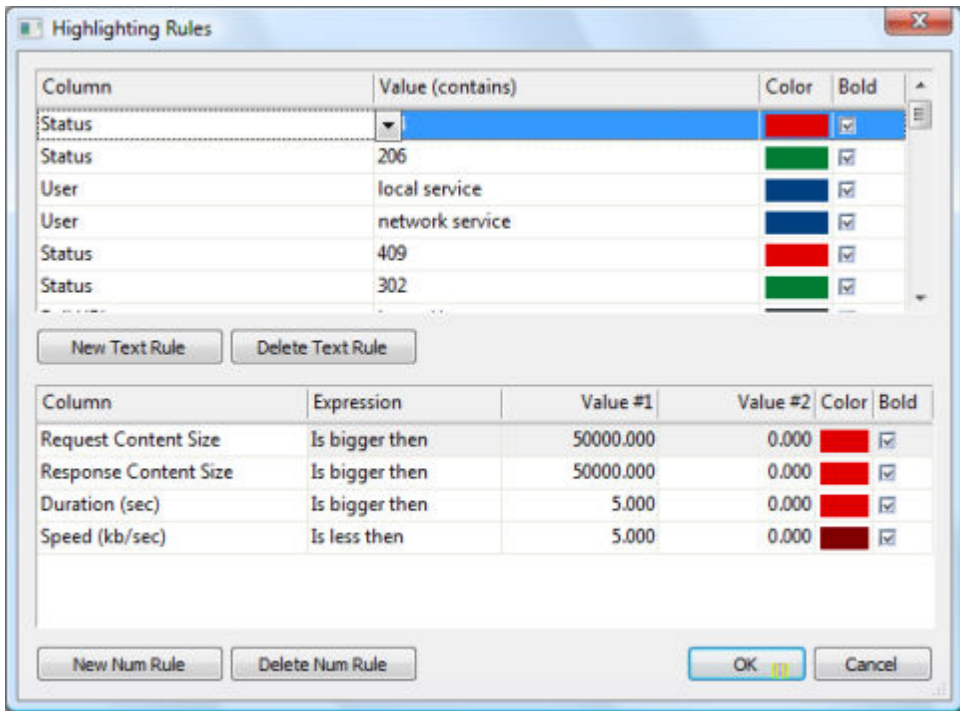 Highlighting Rules
Column Value (contains) Color Bold
Status
Status 206
User local service
User network service
Status 409
Status 302
New Text Rule Delete Text Rule
Column Expression Value #1 Value #2 Color Bold
Request Content Size Is bigger then 50000.000 0.000
Response Content Size Is bigger then 50000.000 0.000
Duration (sec) Is bigger then 5.000 0.000
Speed (kb/sec) Is less then 5.000 0.000
New Num Rule Delete Num Rule OK Cancel